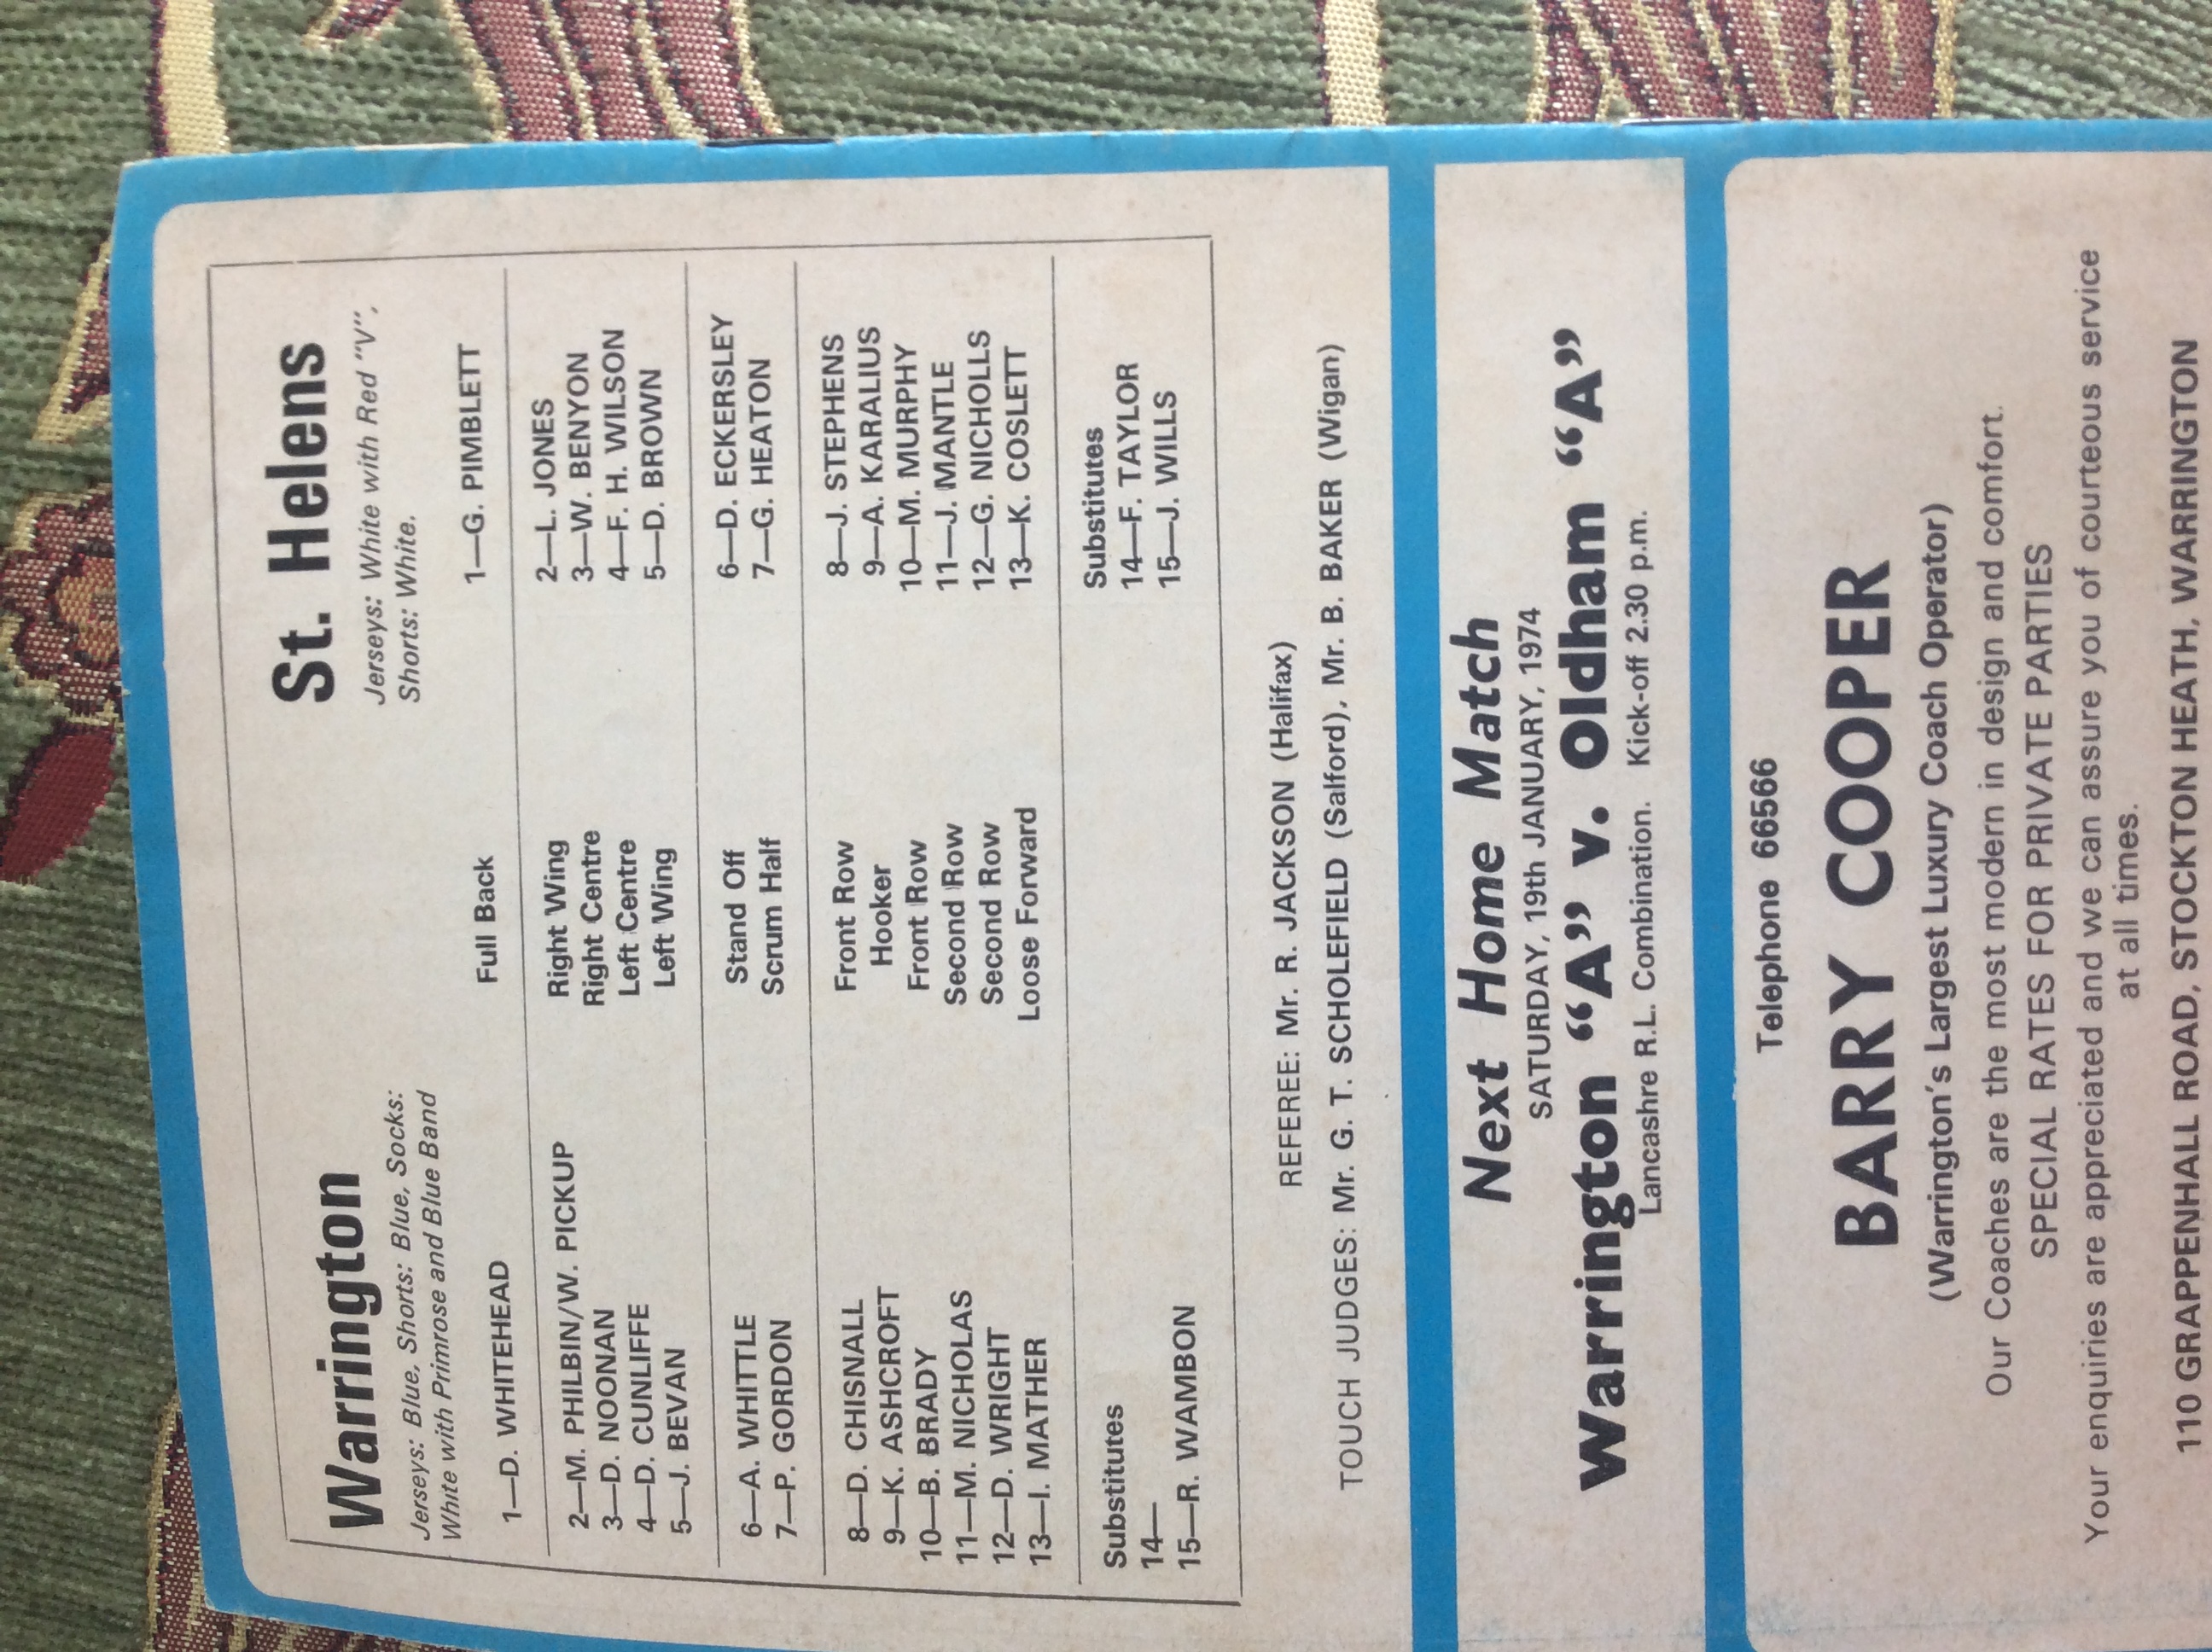 Warrington
Jerseys: Blue, Shorts: Blue, Socks:
White with Primrose and Blue Band
St. Helens
Jerseys: White with Red "V".
Shorts: White.
1—D. WHITEHEAD Full Back 1—G. PIMBLETT
2—M. PHILBIN/W. PICKUP Right Wing 2—L. JONES
3—D. NOONAN Right Centre 3—W. BENYON
4—D. CUNLIFFE Left Centre 4—F. H. WILSON
5—J. BEVAN Left Wing 5—D. BROWN
6—A. WHITTLE Stand Off 6—D. ECKERSLEY
7—P. GORDON Scrum Half 7—G. HEATON
8—D. CHISNALL Front Row 8—J. STEPHENS
9—K. ASHCROFT Hooker 9—A. KARALIUS
10—B. BRADY Front Row 10—M. MURPHY
11—M. NICHOLAS Second Row 11—J. MANTLE
12—D. WRIGHT Second Row 12—G. NICHOLLS
13—I. MATHER Loose Forward 13—K. COSLETT
Substitutes Substitutes
14— 14—F. TAYLOR
15—R. WAMBON 15—J. WILLS
REFEREE: Mr. R. JACKSON (Halifax)
TOUCH JUDGES: Mr. G. T. SCHOLEFIELD (Salford), Mr. B. BAKER (Wigan)
Next Home Match
SATURDAY, 19th JANUARY, 1974
Warrington "A" v. Oldham "A"
Lancashre R.L. Combination. Kick-off 2.30 p.m.
Telephone 66566
BARRY COOPER
(Warrington's Largest Luxury Coach Operator)
Our Coaches are the most modern in design and comfort.
SPECIAL RATES FOR PRIVATE PARTIES
Your enquiries are appreciated and we can assure you of courteous service
at all times.
110 GRAPPENHALL ROAD, STOCKTON HEATH, WARRINGTON